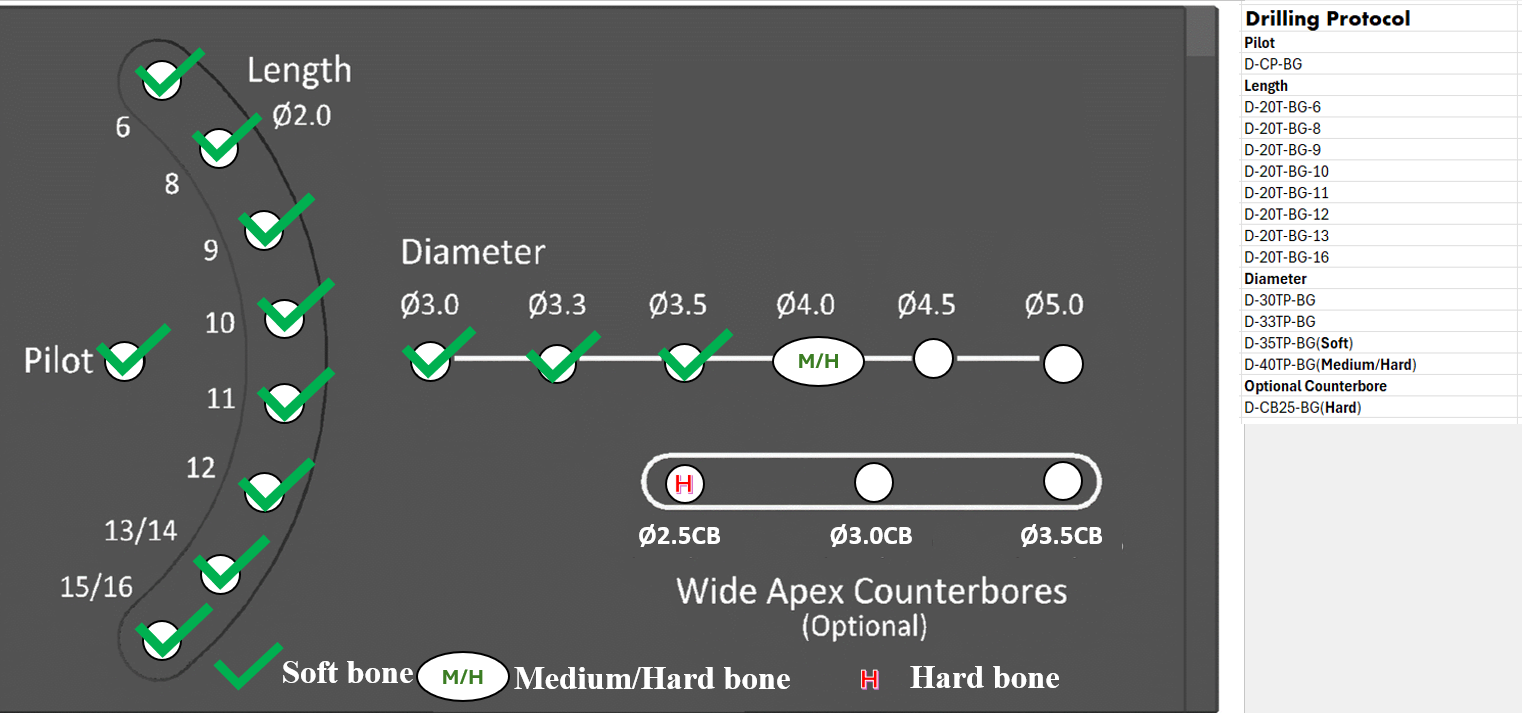 Length
Ø2.0
6
8
9
10
11
12
13/14
15/16
Pilot
Diameter
Ø3.0 Ø3.3 Ø3.5 Ø4.0 Ø4.5 Ø5.0
M/H
H
Ø2.5CB Ø3.0CB Ø3.5CB
Wide Apex Counterbores
(Optional)
Soft bone M/H Medium/Hard bone H Hard bone
Drilling Protocol
Pilot
D-CP-BG
Length
D-20T-BG-6
D-20T-BG-8
D-20T-BG-9
D-20T-BG-10
D-20T-BG-11
D-20T-BG-12
D-20T-BG-13
D-20T-BG-16
Diameter
D-30TP-BG
D-33TP-BG
D-35TP-BG(Soft)
D-40TP-BG(Medium/Hard)
Optional Counterbore
D-CB25-BG(Hard)